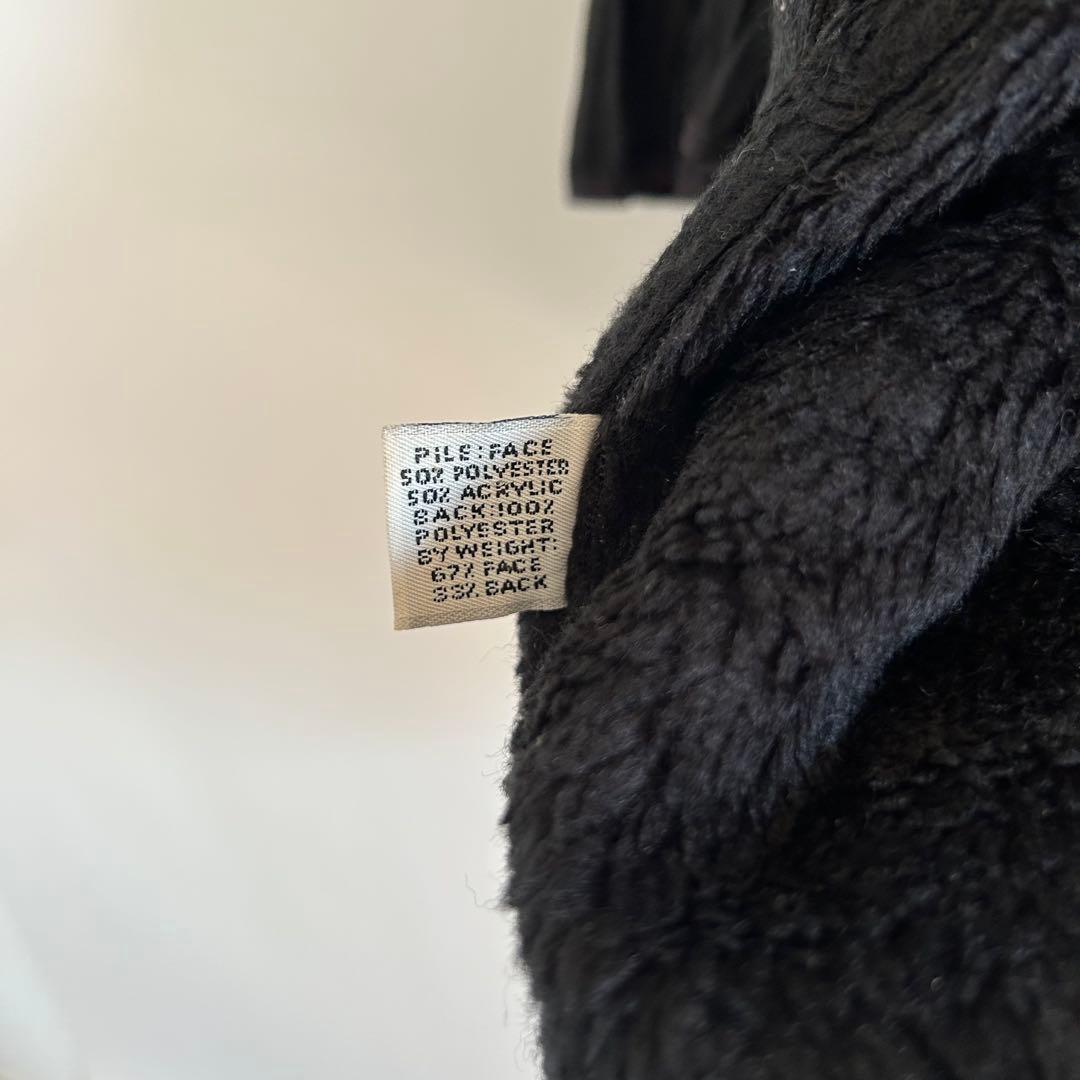 PILE:FACE
50% POLYESTER
50% ACRYLIC
BACK:100%
POLYESTER
BY WEIGHT:
67% FACE
33% BACK